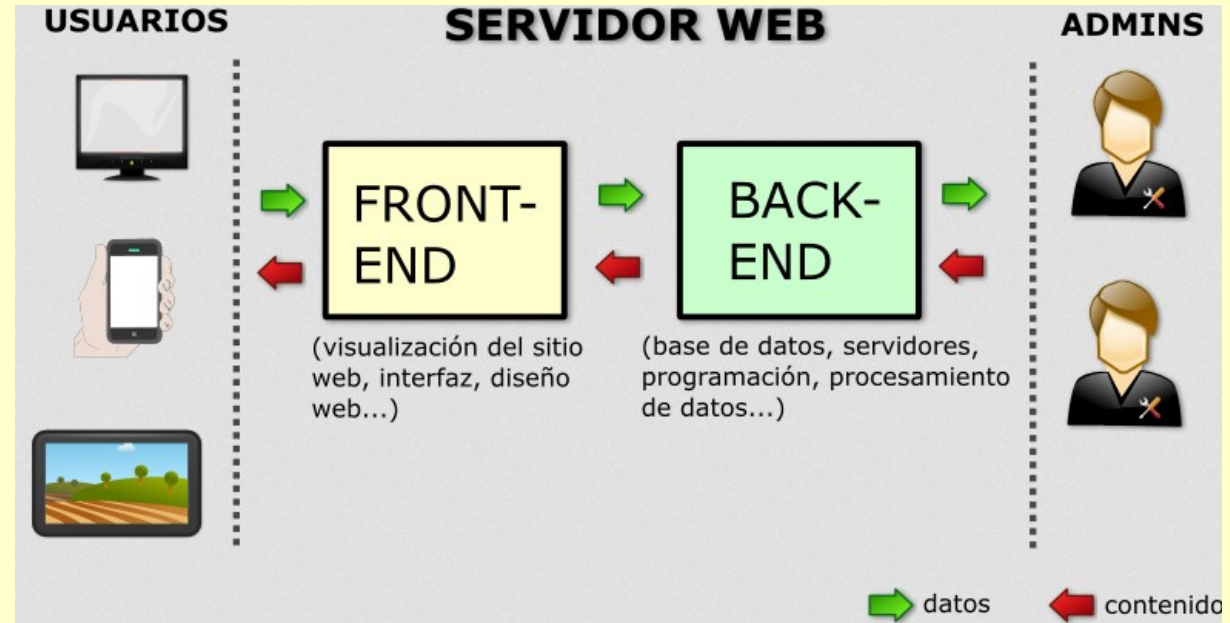 USUARIOS
SERVIDOR WEB
ADMINS
FRONT-
END
BACK-
END
(visualización del sitio
web, interfaz, diseño
web...)
(base de datos, servidores,
programación, procesamiento
de datos...)
datos
contenido